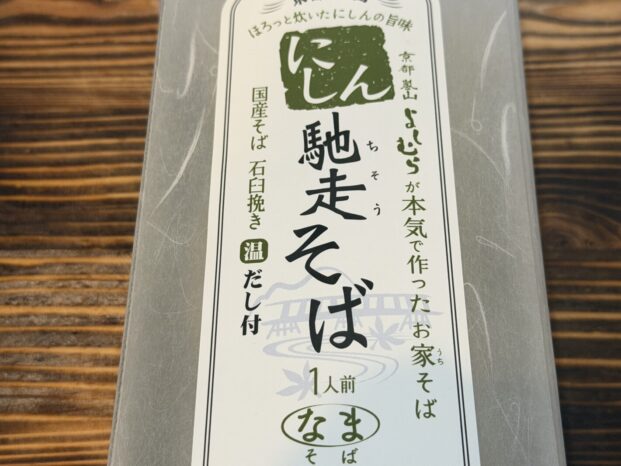 ほろっと炊いたにしんの旨味
にしん
京都嵐山
よしむらが本気で作ったお家そば
うち
馳走そば
ちそう
国産そば 石臼挽き
温 だし付
1人前
なま
そば